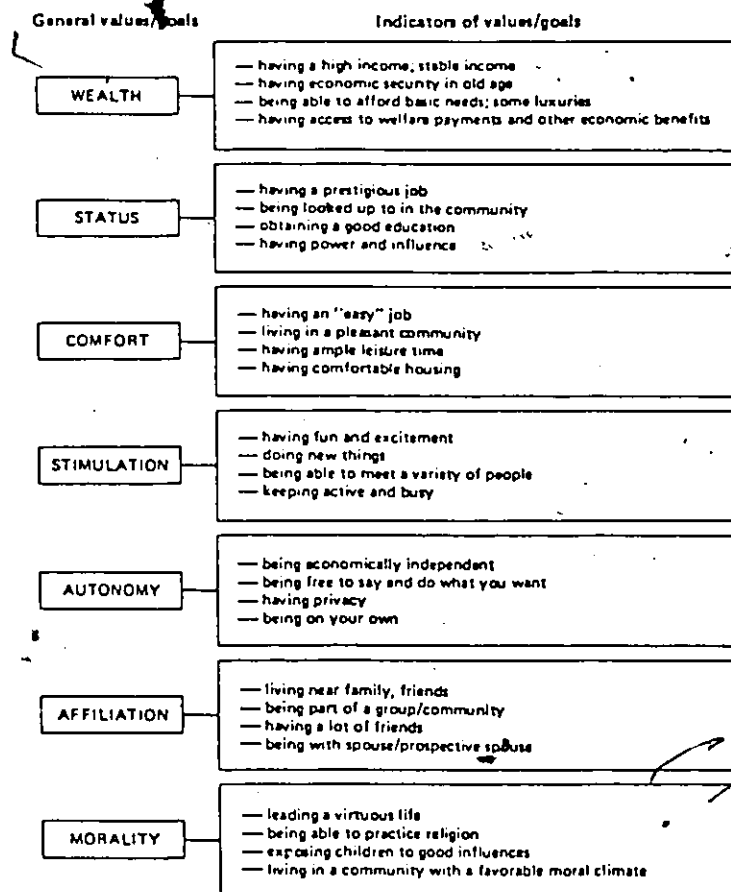 General values/goals
Indicators of values/goals
WEALTH
— having a high income; stable income
— having economic security in old age
— being able to afford basic needs; some luxuries
— having access to welfare payments and other economic benefits
STATUS
— having a prestigious job
— being looked up to in the community
— obtaining a good education
— having power and influence
COMFORT
— having an "easy" job
— living in a pleasant community
— having ample leisure time
— having comfortable housing
STIMULATION
— having fun and excitement
— doing new things
— being able to meet a variety of people
— keeping active and busy
AUTONOMY
— being economically independent
— being free to say and do what you want
— having privacy
— being on your own
AFFILIATION
— living near family, friends
— being part of a group/community
— having a lot of friends
— being with spouse/prospective spouse
MORALITY
— leading a virtuous life
— being able to practice religion
— exposing children to good influences
— living in a community with a favorable moral climate